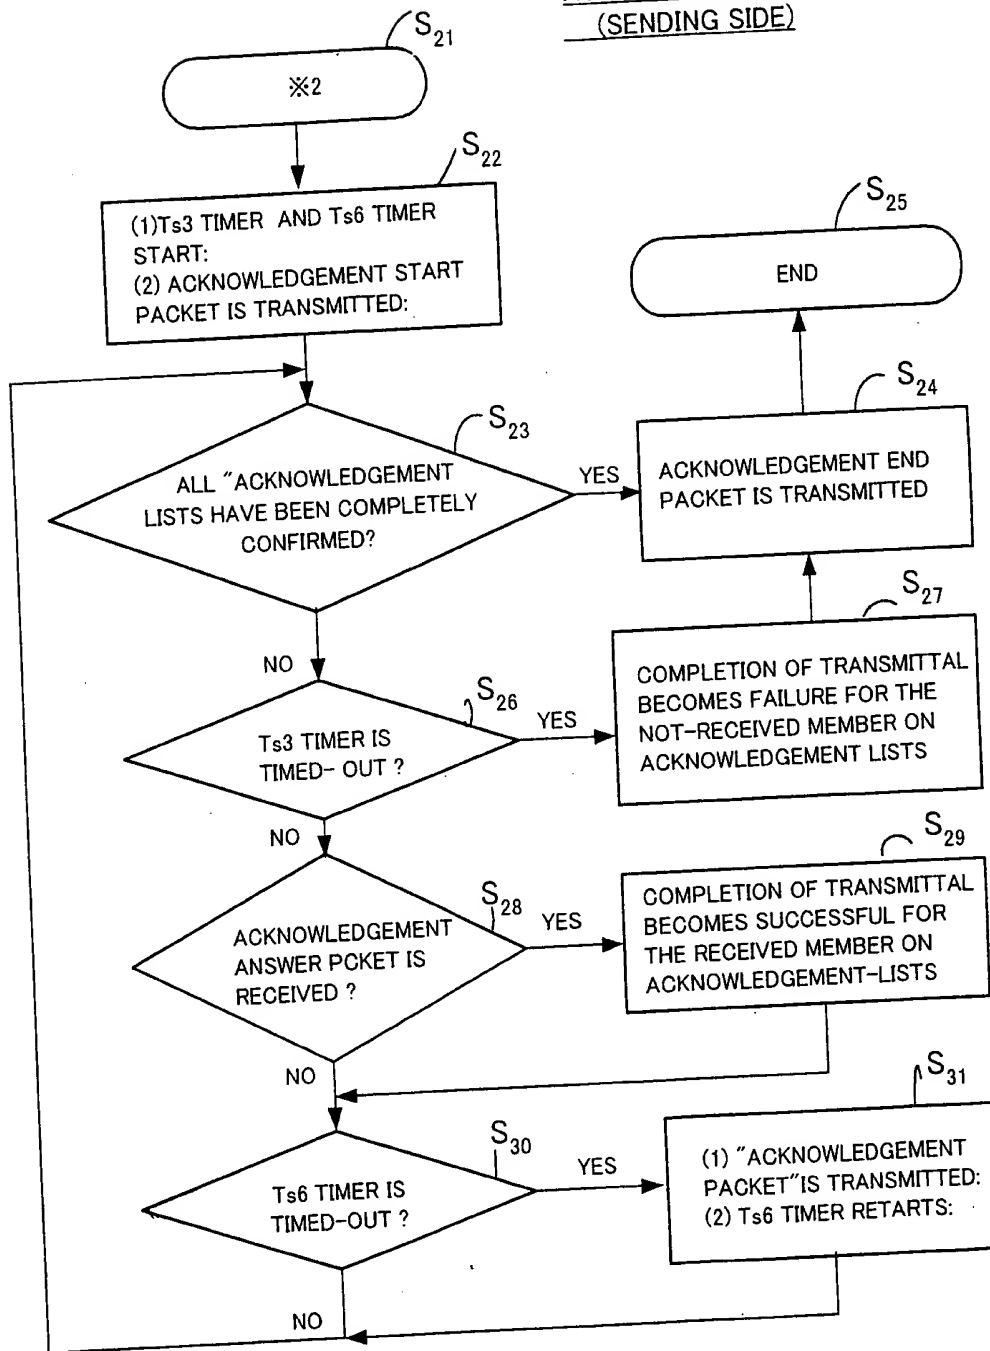 (SENDING SIDE)
S21
※2
S22
(1)Ts3 TIMER AND Ts6 TIMER
START:
(2) ACKNOWLEDGEMENT START
PACKET IS TRANSMITTED:
S25
END
S23
ALL "ACKNOWLEDGEMENT
LISTS HAVE BEEN COMPLETELY
CONFIRMED?
YES
S24
ACKNOWLEDGEMENT END
PACKET IS TRANSMITTED
NO
S26
Ts3 TIMER IS
TIMED- OUT ?
YES
S27
COMPLETION OF TRANSMITTAL
BECOMES FAILURE FOR THE
NOT-RECEIVED MEMBER ON
ACKNOWLEDGEMENT LISTS
NO
S28
ACKNOWLEDGEMENT
ANSWER PCKET IS
RECEIVED ?
YES
S29
COMPLETION OF TRANSMITTAL
BECOMES SUCCESSFUL FOR
THE RECEIVED MEMBER ON
ACKNOWLEDGEMENT-LISTS
NO
S30
Ts6 TIMER IS
TIMED-OUT ?
YES
S31
(1) "ACKNOWLEDGEMENT
PACKET"IS TRANSMITTED:
(2) Ts6 TIMER RETARTS:
NO